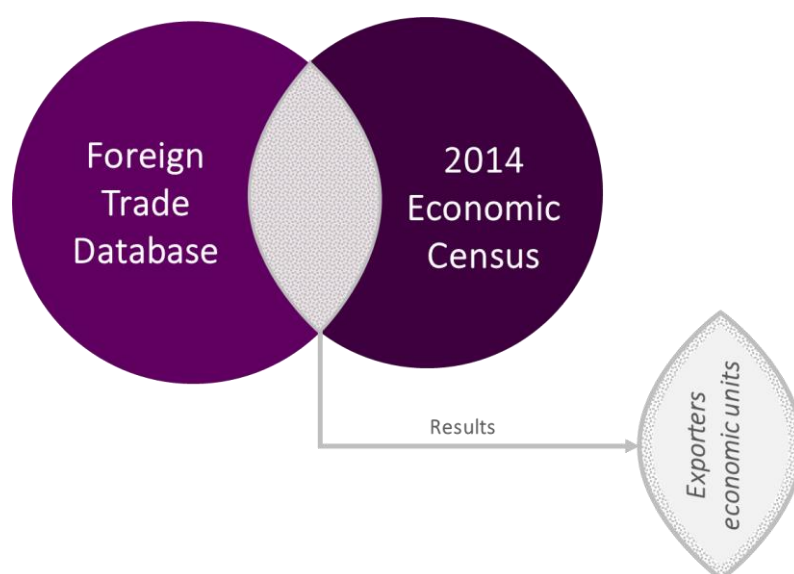 Foreign
Trade
Database
2014
Economic
Census
Results
Exporters
economic units